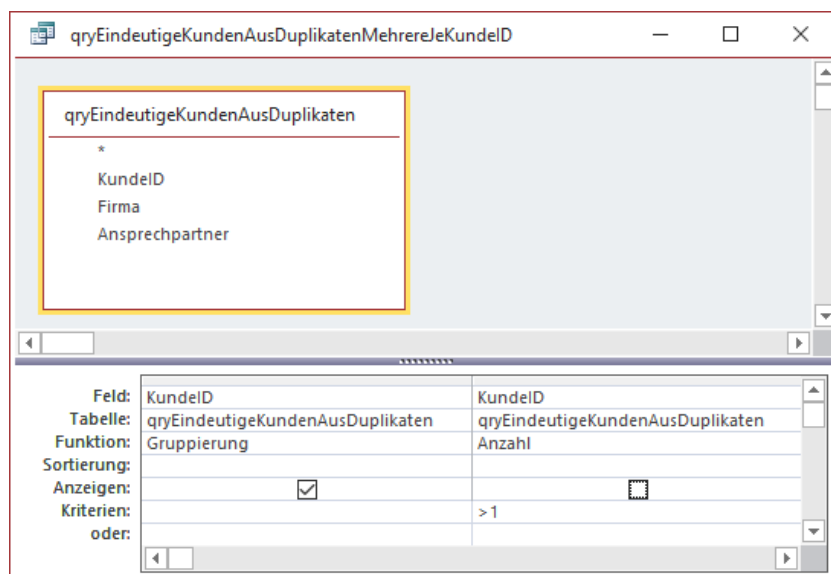 qryEindeutigeKundenAusDuplikatenMehrereJeKundeID
qryEindeutigeKundenAusDuplikaten
*
KundeID
Firma
Ansprechpartner
Feld: KundeID KundeID
Tabelle: qryEindeutigeKundenAusDuplikaten qryEindeutigeKundenAusDuplikaten
Funktion: Gruppierung Anzahl
Sortierung:
Anzeigen:
Kriterien: >1
oder: